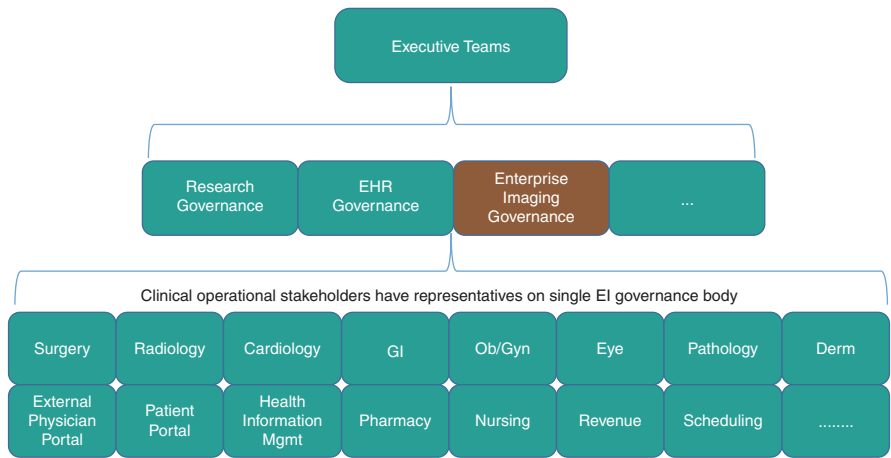 Executive Teams
Research
Governance
EHR
Governance
Enterprise
Imaging
Governance
...
Clinical operational stakeholders have representatives on single EI governance body
Surgery
Radiology
Cardiology
GI
Ob/Gyn
Eye
Pathology
Derm
External
Physician
Portal
Patient
Portal
Health
Information
Mgmt
Pharmacy
Nursing
Revenue
Scheduling
........